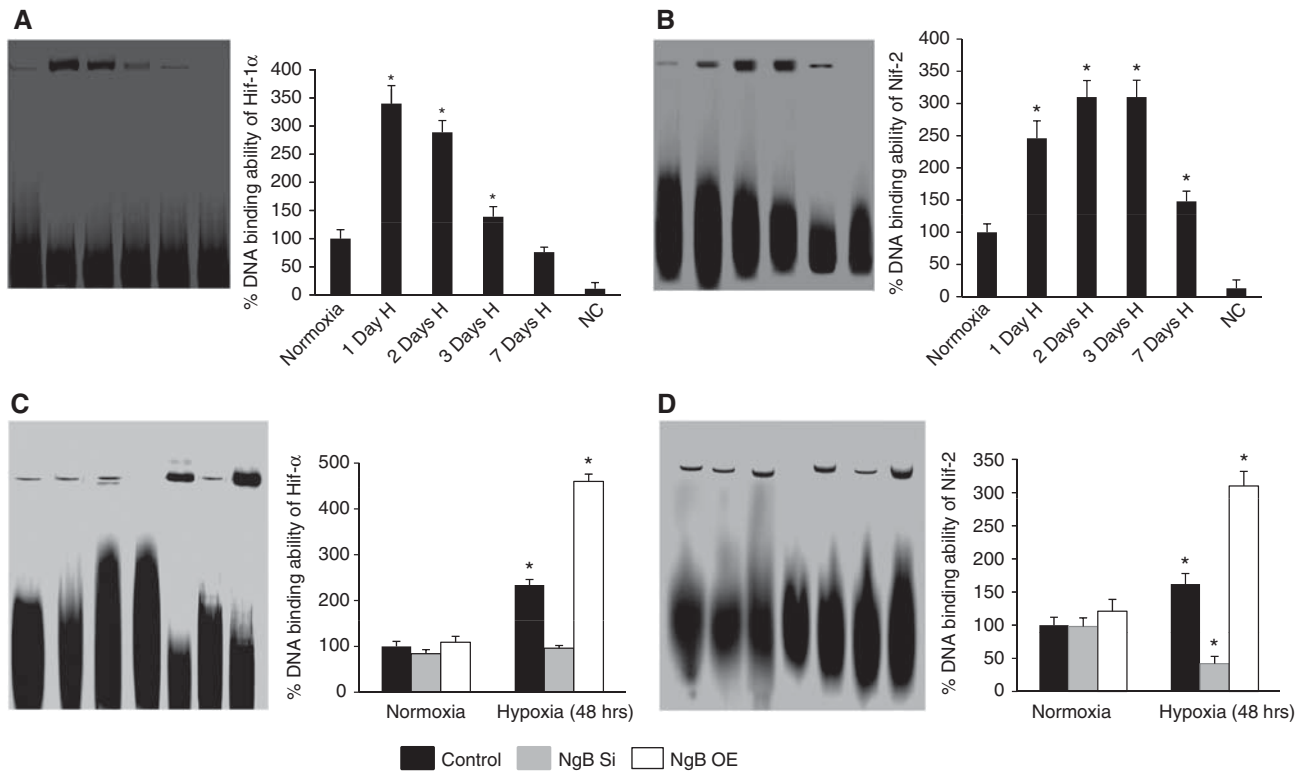 A
% DNA binding ability of Hif-1α
400
350
300
250
200
150
100
50
0
*
*
*
Normoxia
1 Day H
2 Days H
3 Days H
7 Days H
NC
B
% DNA binding ability of Nif-2
400
350
300
250
200
150
100
50
0
*
*
*
*
Normoxia
1 Day H
2 Days H
3 Days H
7 Days H
NC
C
% DNA binding ability of Hif-α
500
400
300
200
100
0
*
*
Normoxia
Hypoxia (48 hrs)
D
% DNA binding ability of Nif-2
350
300
250
200
150
100
50
0
*
*
*
Normoxia
Hypoxia (48 hrs)
Control
NgB Si
NgB OE